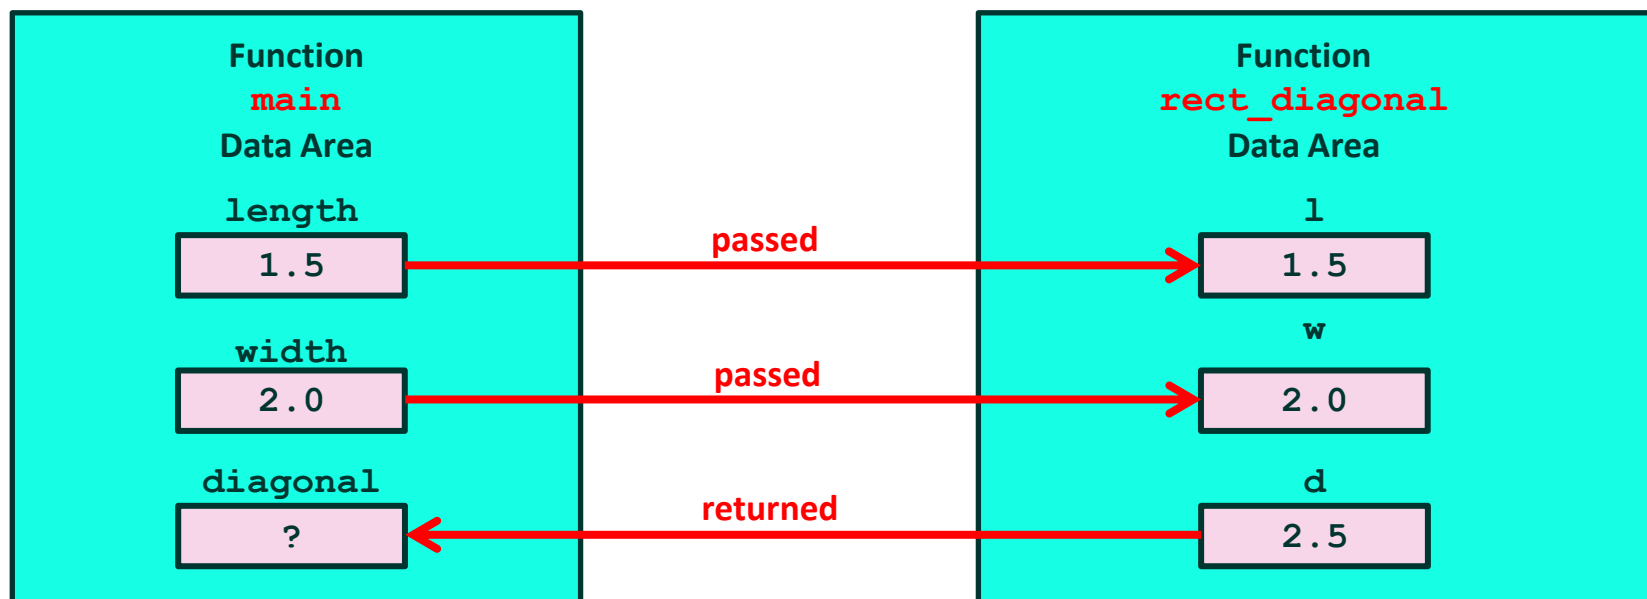 Function
main
Data Area
length
1.5
width
2.0
diagonal
?
passed
passed
returned
Function
rect_diagonal
Data Area
l
1.5
w
2.0
d
2.5